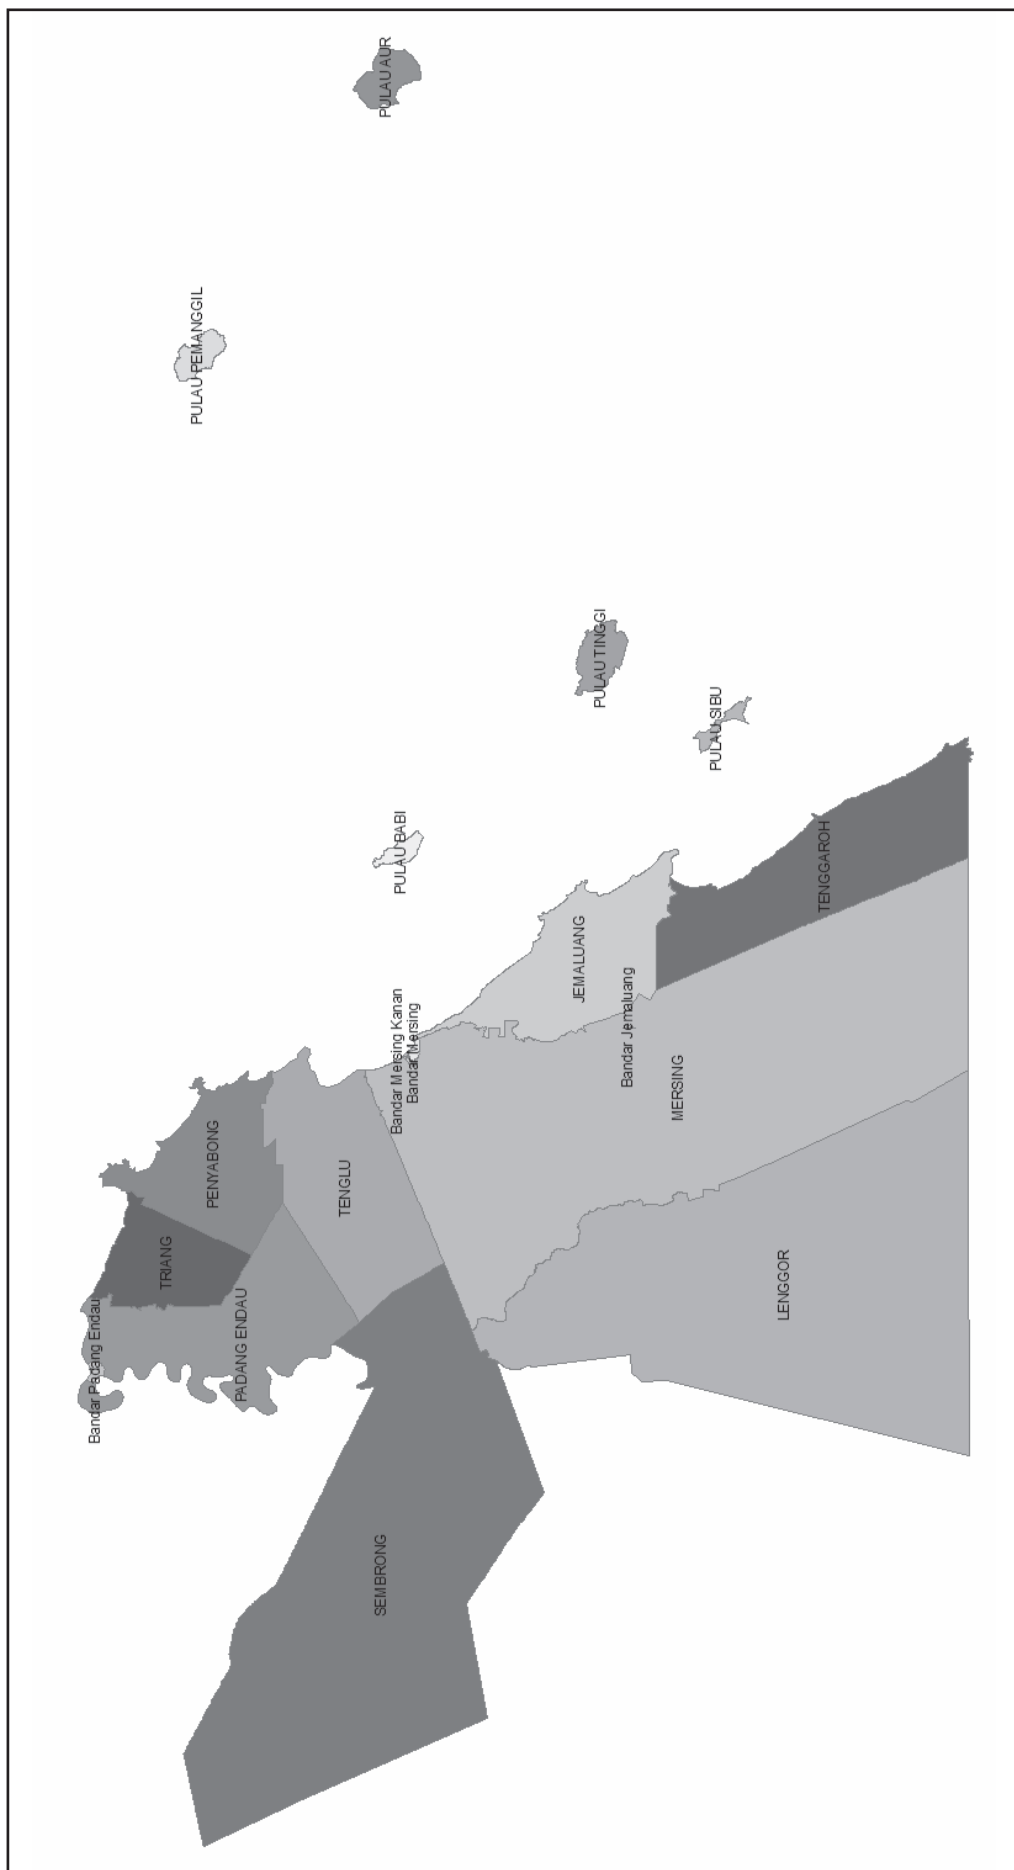 PULAU AUR
PULAU PEMANGGIL
PULAU TINGGI
PULAU SIBU
PULAU BABI
TENGGAROH
JEMALUANG
Bandar Jemaluang
Bandar Mersing Kanan
Bandar Mersing
MERSING
PENYABONG
TENGLU
TRIANG
LENGGOR
Bandar Padang Endau
PADANG ENDAU
SEMBRONG